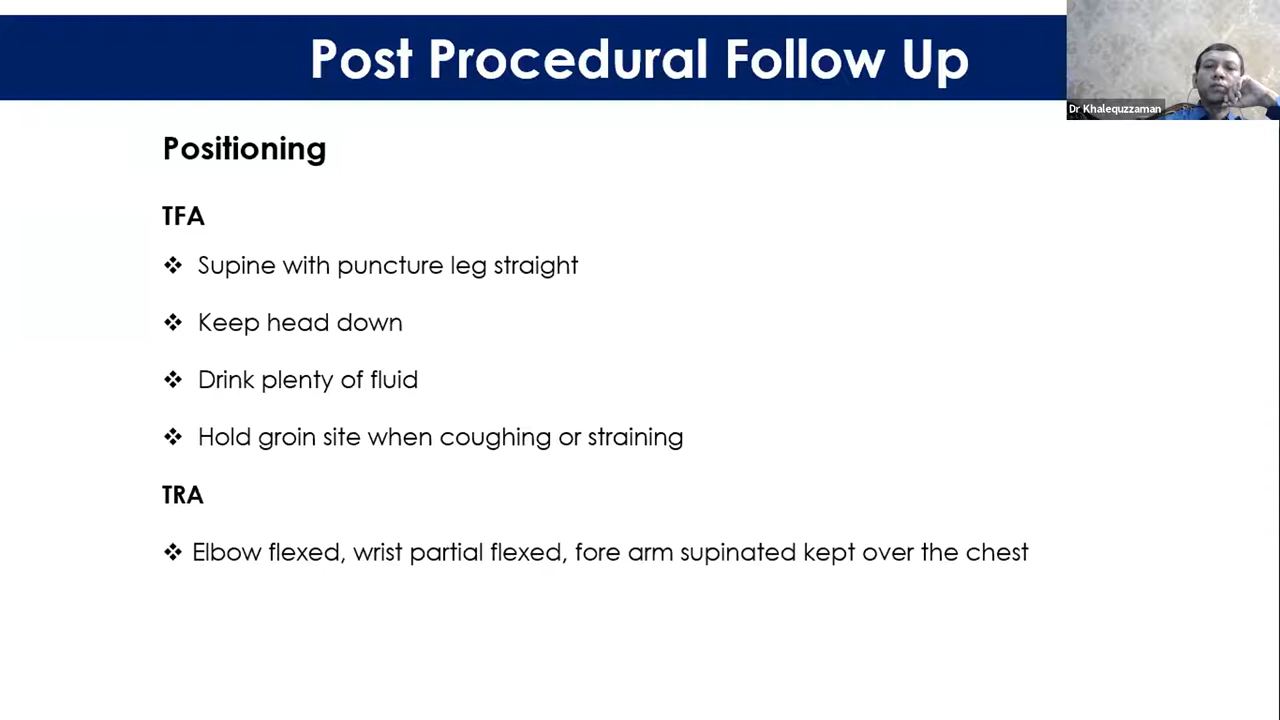 Post Procedural Follow Up
Dr Khalequzzaman
Positioning
TFA
❖ Supine with puncture leg straight
❖ Keep head down
❖ Drink plenty of fluid
❖ Hold groin site when coughing or straining
TRA
❖ Elbow flexed, wrist partial flexed, fore arm supinated kept over the chest